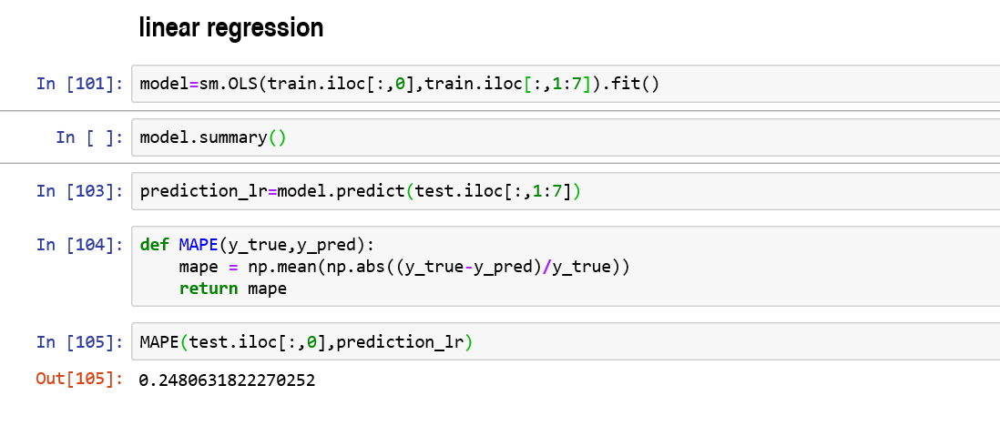 linear regression
In [101]: model=sm.OLS(train.iloc[:,0],train.iloc[:,1:7]).fit()
In [ ]: model.summary()
In [103]: prediction_lr=model.predict(test.iloc[:,1:7])
In [104]: def MAPE(y_true,y_pred):
    mape = np.mean(np.abs((y_true-y_pred)/y_true))
    return mape
In [105]: MAPE(test.iloc[:,0],prediction_lr)
Out[105]: 0.2480631822270252